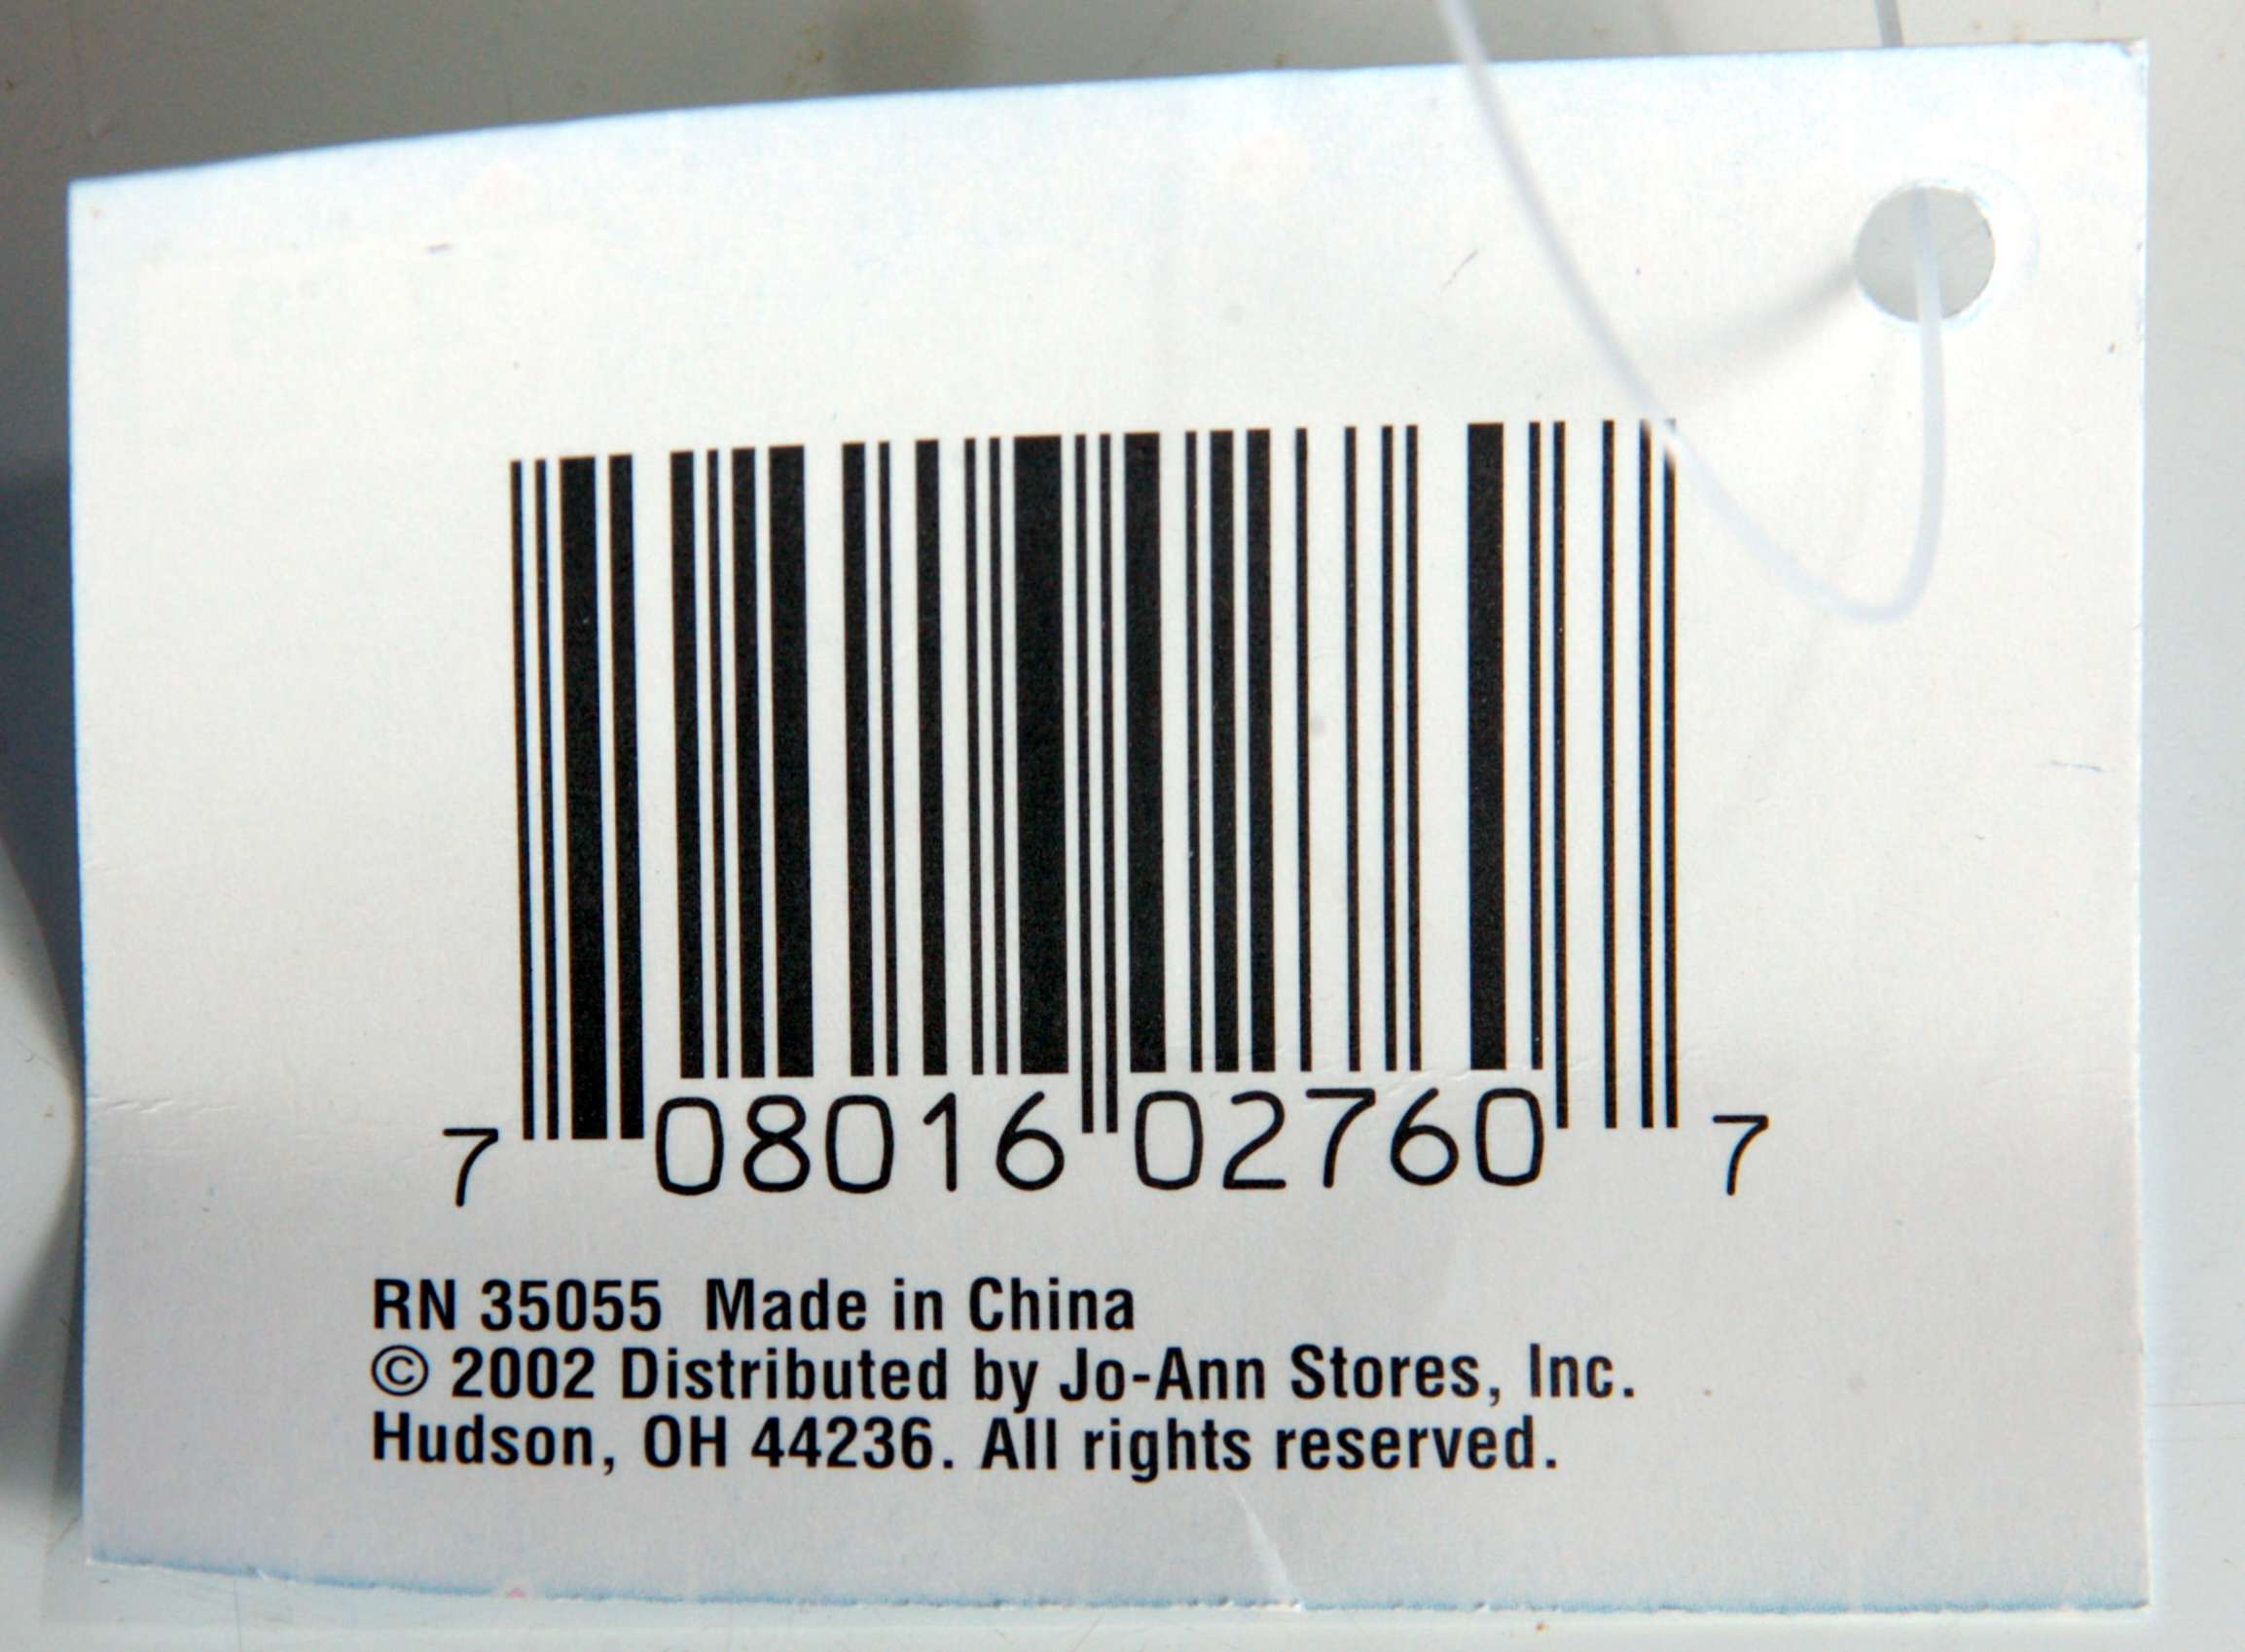 7 08016 02760 7
RN 35055 Made in China
© 2002 Distributed by Jo-Ann Stores, Inc.
Hudson, OH 44236. All rights reserved.